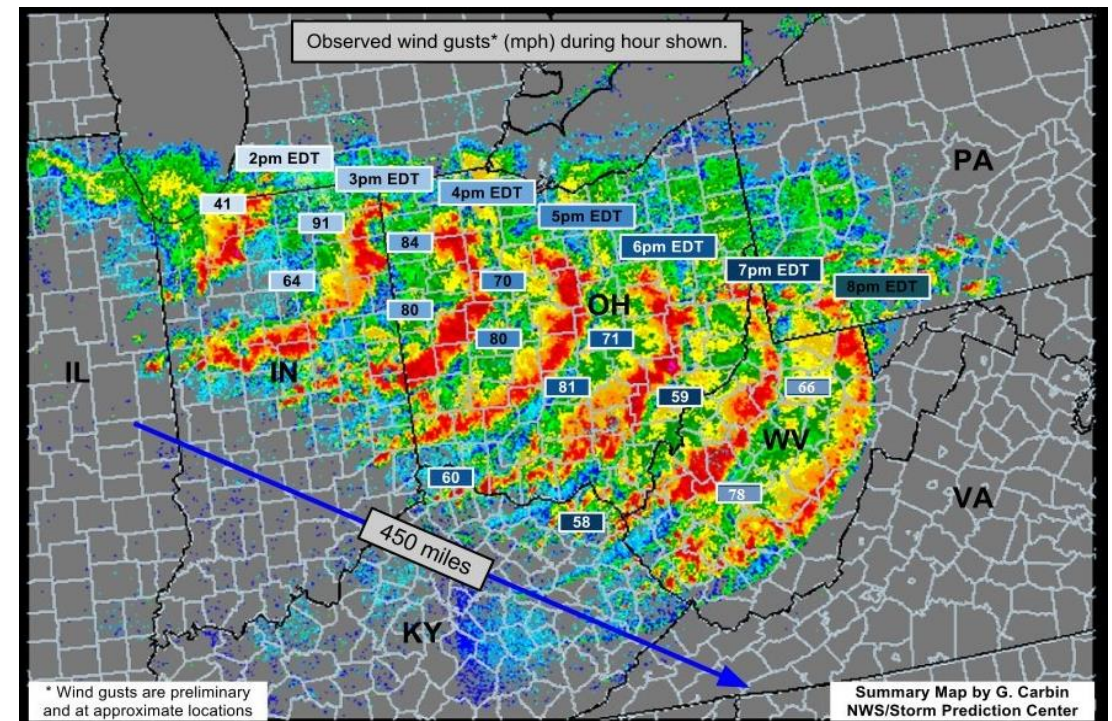 Observed wind gusts* (mph) during hour shown.
2pm EDT
3pm EDT
4pm EDT
5pm EDT
6pm EDT
7pm EDT
8pm EDT
PA
41
91
84
64
70
80
OH
80
71
IL
IN
81
59
66
WV
60
78
VA
58
450 miles
KY
* Wind gusts are preliminary
and at approximate locations
Summary Map by G. Carbin
NWS/Storm Prediction Center